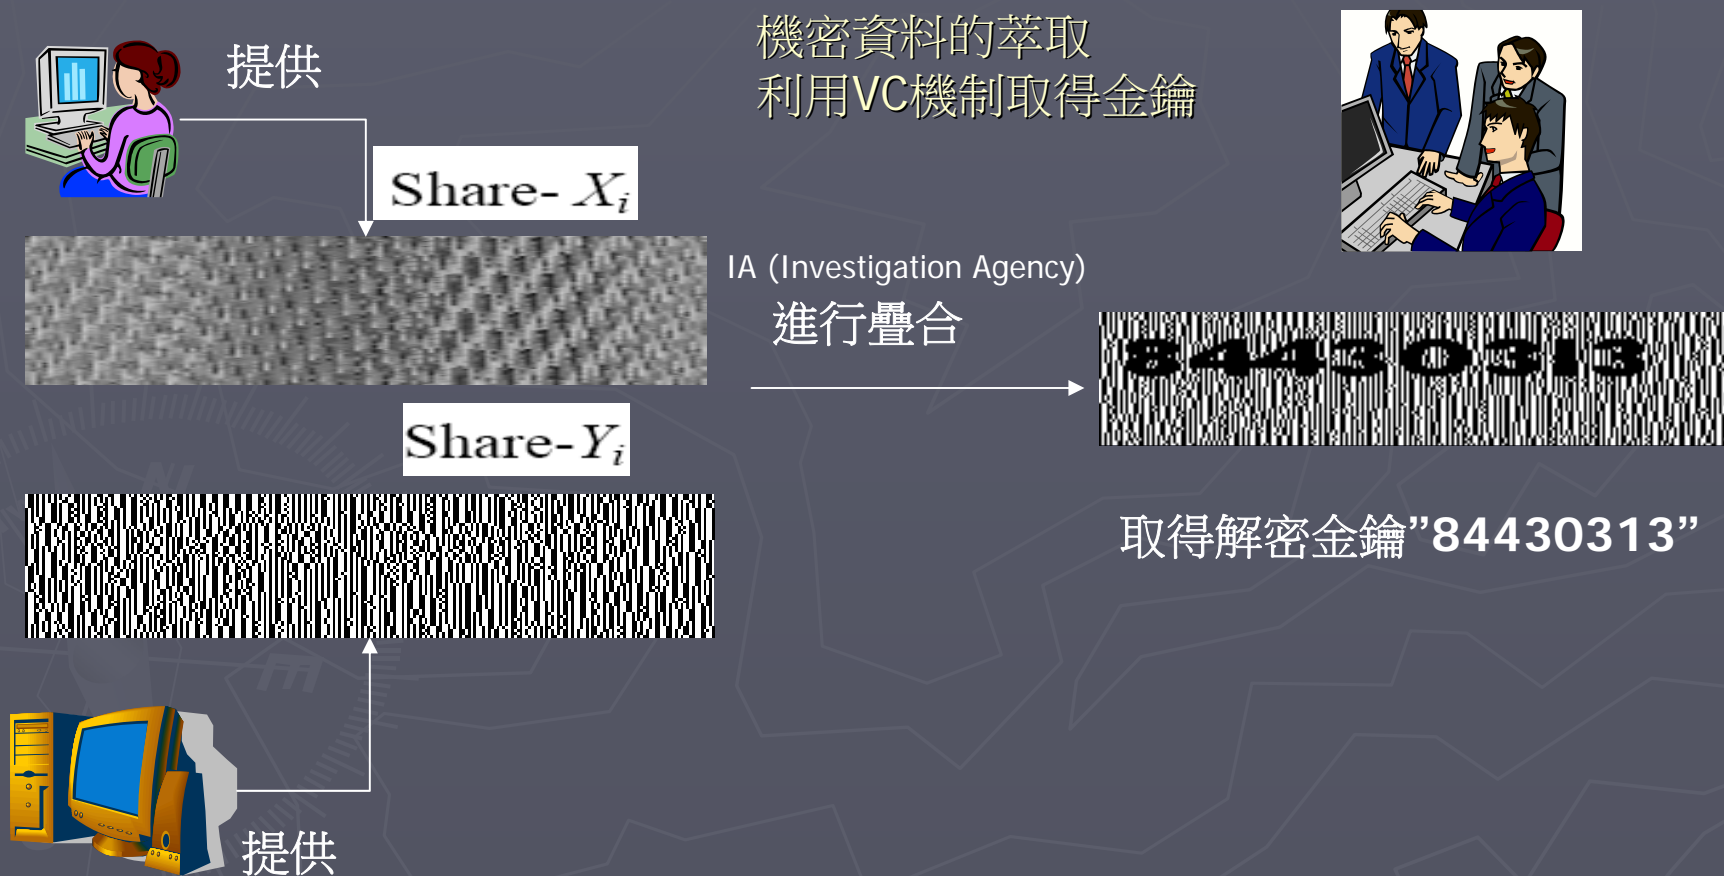 機密資料的萃取
利用VC機制取得金鑰
提供
Share- Xi
IA (Investigation Agency)
進行疊合
84430313
Share-Yi
取得解密金鑰”84430313”
提供